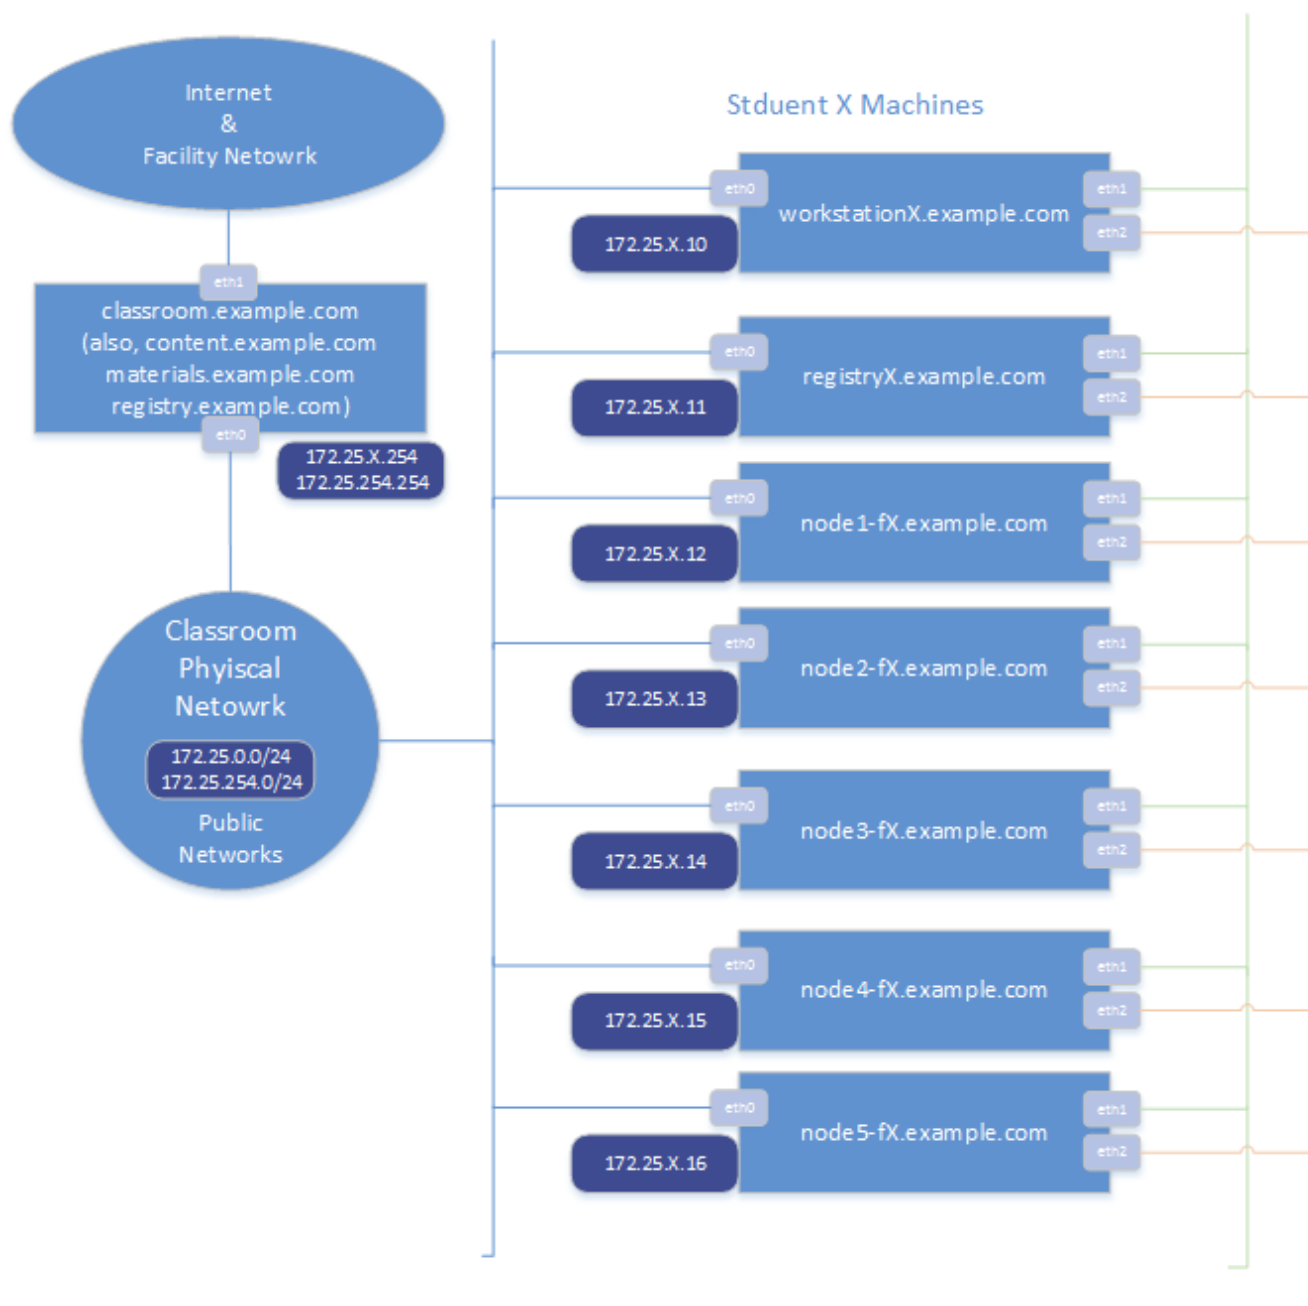 Internet
&
Facility Netowrk
eth1
classroom.example.com
(also, content.example.com
materials.example.com
registry.example.com)
eth0
172.25.X.254
172.25.254.254
Classroom
Phyiscal
Netowrk
172.25.0.0/24
172.25.254.0/24
Public
Networks
Stduent X Machines
eth0
workstationX.example.com
eth1
eth2
172.25.X.10
eth0
registryX.example.com
eth1
eth2
172.25.X.11
eth0
node1-fX.example.com
eth1
eth2
172.25.X.12
eth0
node2-fX.example.com
eth1
eth2
172.25.X.13
eth0
node3-fX.example.com
eth1
eth2
172.25.X.14
eth0
node4-fX.example.com
eth1
eth2
172.25.X.15
eth0
node5-fX.example.com
eth1
eth2
172.25.X.16